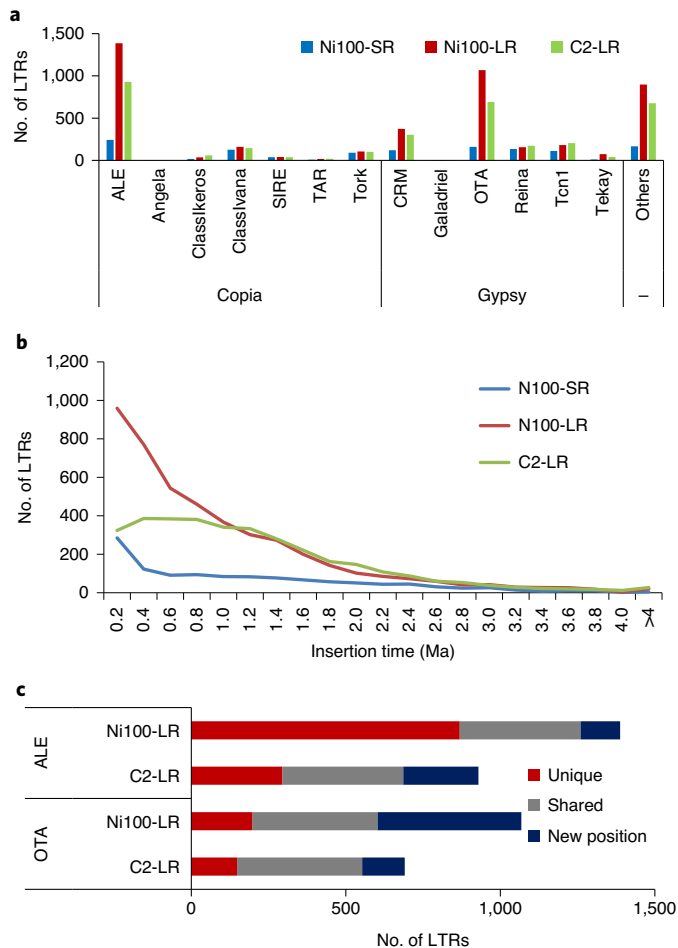 a
1,500
1,000
500
0
No. of LTRs
Ni100-SR
Ni100-LR
C2-LR
ALE
Angela
ClassIkeros
ClassIvana
SIRE
TAR
Tork
CRM
Galadriel
OTA
Reina
Tcn1
Tekay
Others
Copia
Gypsy
–
b
1,200
1,000
800
600
400
200
0
No. of LTRs
N100-SR
N100-LR
C2-LR
0.2
0.4
0.6
0.8
1.0
1.2
1.4
1.6
1.8
2.0
2.2
2.4
2.6
2.8
3.0
3.2
3.4
3.6
3.8
4.0
>4
Insertion time (Ma)
c
ALE
Ni100-LR
C2-LR
OTA
Ni100-LR
C2-LR
Unique
Shared
New position
0
500
1,000
1,500
No. of LTRs